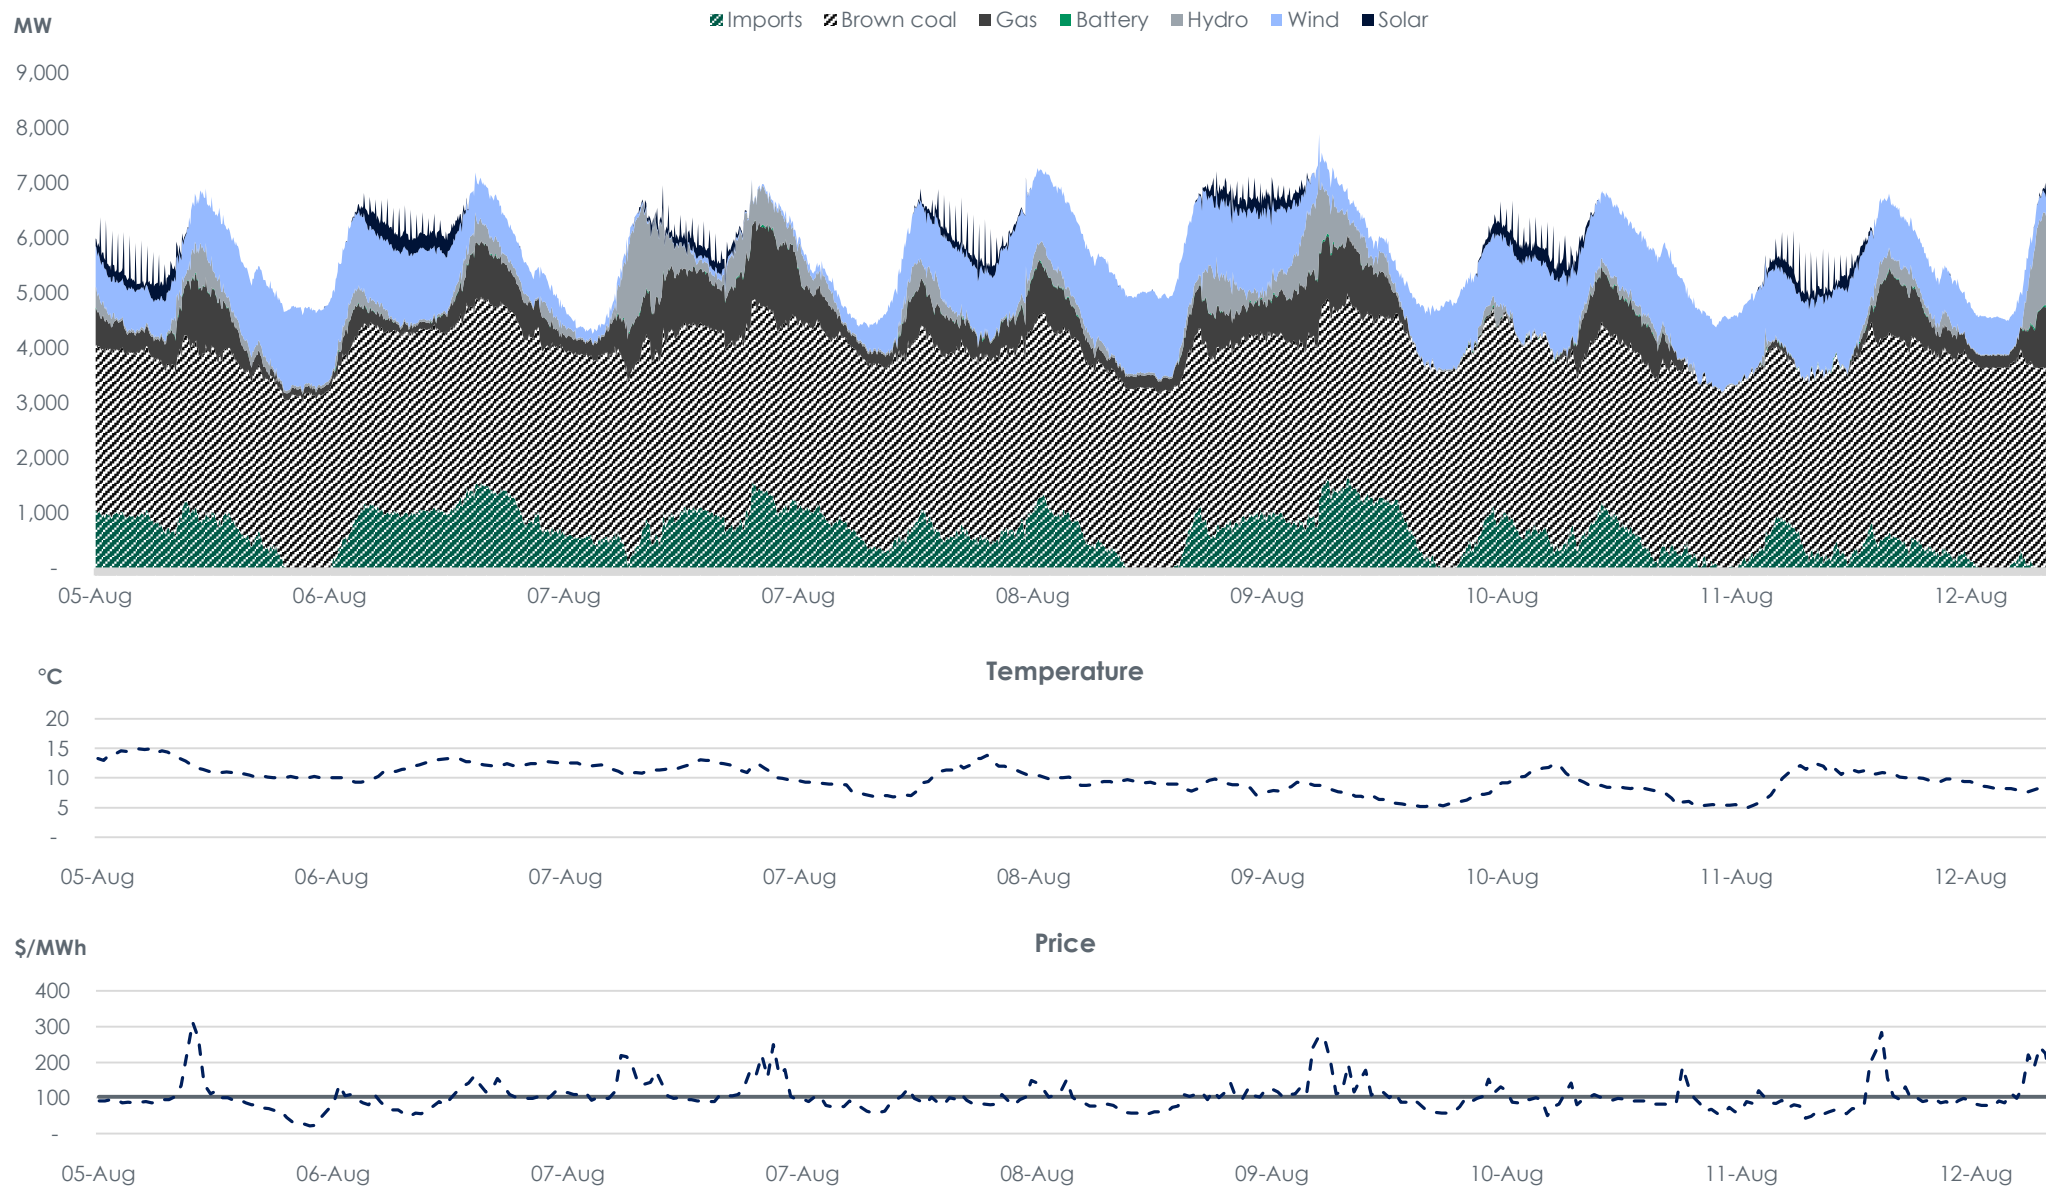 MW
Imports Brown coal Gas Battery Hydro Wind Solar
9,000
8,000
7,000
6,000
5,000
4,000
3,000
2,000
1,000
-
05-Aug 06-Aug 07-Aug 07-Aug 08-Aug 09-Aug 10-Aug 11-Aug 12-Aug
°C
Temperature
20
15
10
5
-
05-Aug 06-Aug 07-Aug 07-Aug 08-Aug 09-Aug 10-Aug 11-Aug 12-Aug
$/MWh
Price
400
300
200
100
-
05-Aug 06-Aug 07-Aug 07-Aug 08-Aug 09-Aug 10-Aug 11-Aug 12-Aug